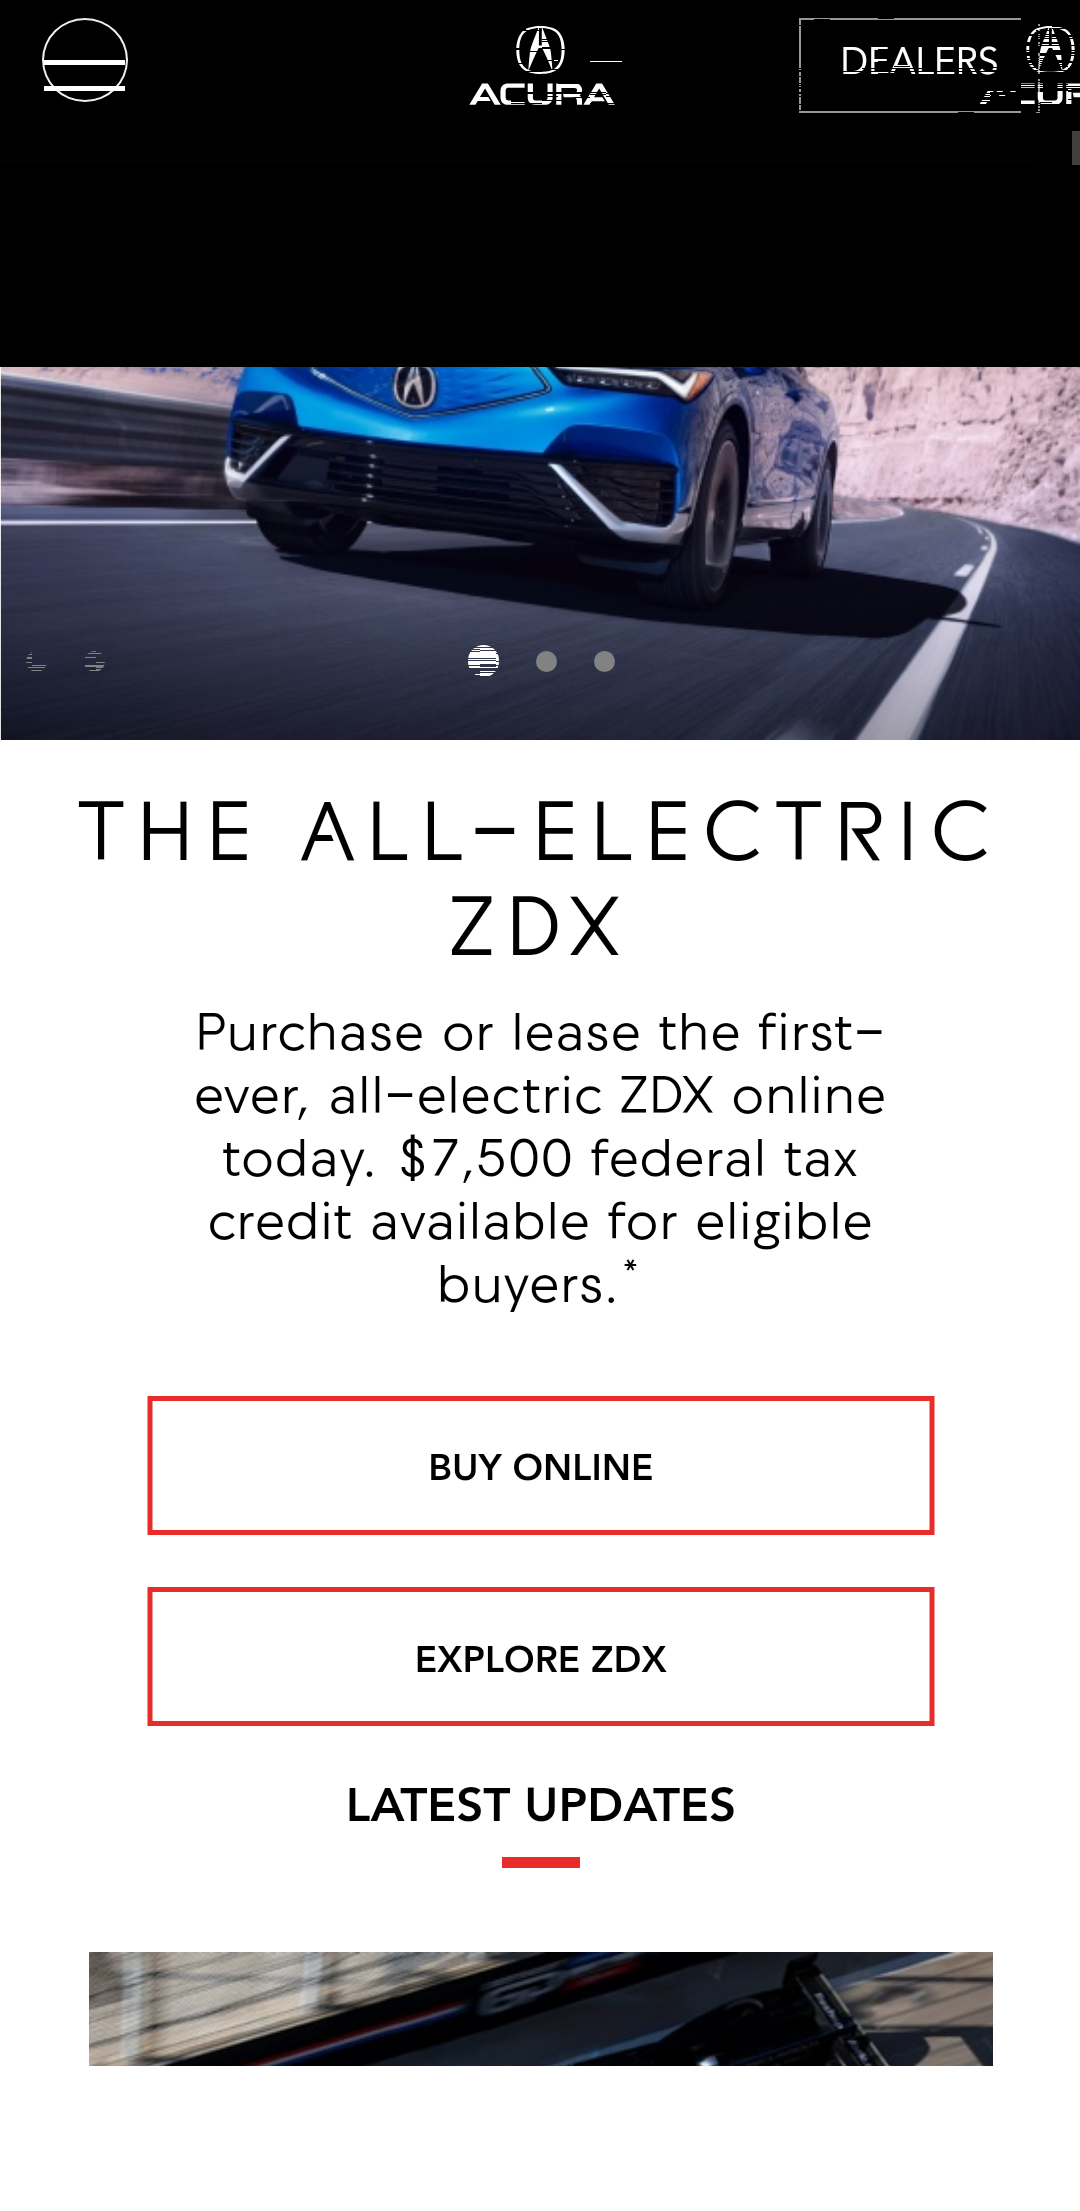 ACURA
DEALERS
THE ALL-ELECTRIC
ZDX
Purchase or lease the first-
ever, all-electric ZDX online
today. $7,500 federal tax
credit available for eligible
buyers.*
BUY ONLINE
EXPLORE ZDX
LATEST UPDATES